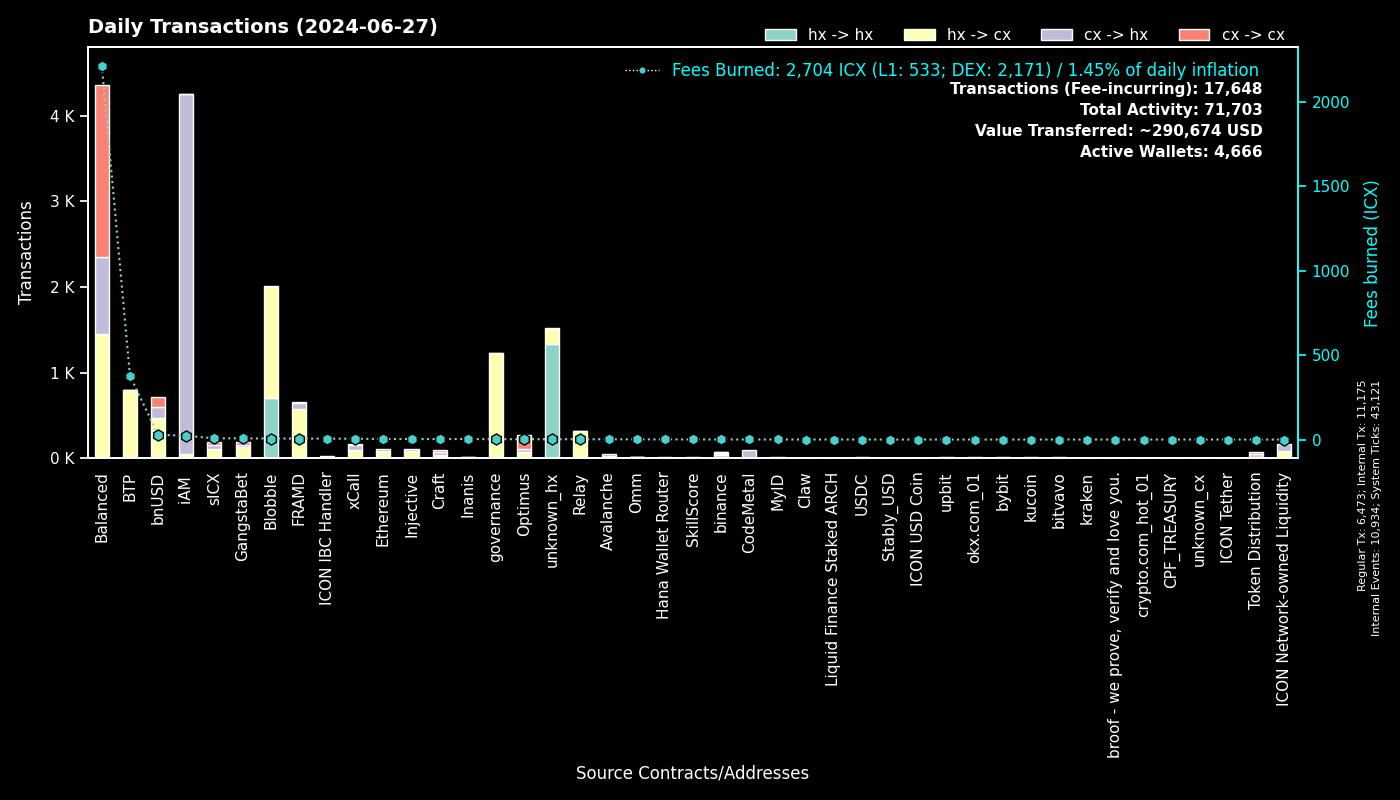 Daily Transactions (2024-06-27)
hx -> hx
hx -> cx
cx -> hx
cx -> cx
Fees Burned: 2,704 ICX (L1: 533; DEX: 2,171) / 1.45% of daily inflation
Transactions (Fee-incurring): 17,648
Total Activity: 71,703
Value Transferred: ~290,674 USD
Active Wallets: 4,666
Transactions
4 K
3 K
2 K
1 K
0 K
2000
1500
1000
500
0
Fees burned (ICX)
Regular Tx: 6,473; Internal Tx: 11,175
Internal Events: 10,934; System Ticks: 43,121
Balanced
BTP
bnUSD
iAM
sICX
GangstaBet
Blobble
FRAMD
ICON IBC Handler
xCall
Ethereum
Injective
Craft
Inanis
governance
Optimus
unknown_hx
Relay
Avalanche
Omm
Hana Wallet Router
SkillScore
binance
CodeMetal
MyID
Claw
Liquid Finance Staked ARCH
USDC
Stably_USD
ICON USD Coin
upbit
okx.com_01
bybit
kucoin
bitvavo
kraken
broof - we prove, verify and love you.
crypto.com_hot_01
CPF_TREASURY
unknown_cx
ICON Tether
Token Distribution
ICON Network-owned Liquidity
Source Contracts/Addresses